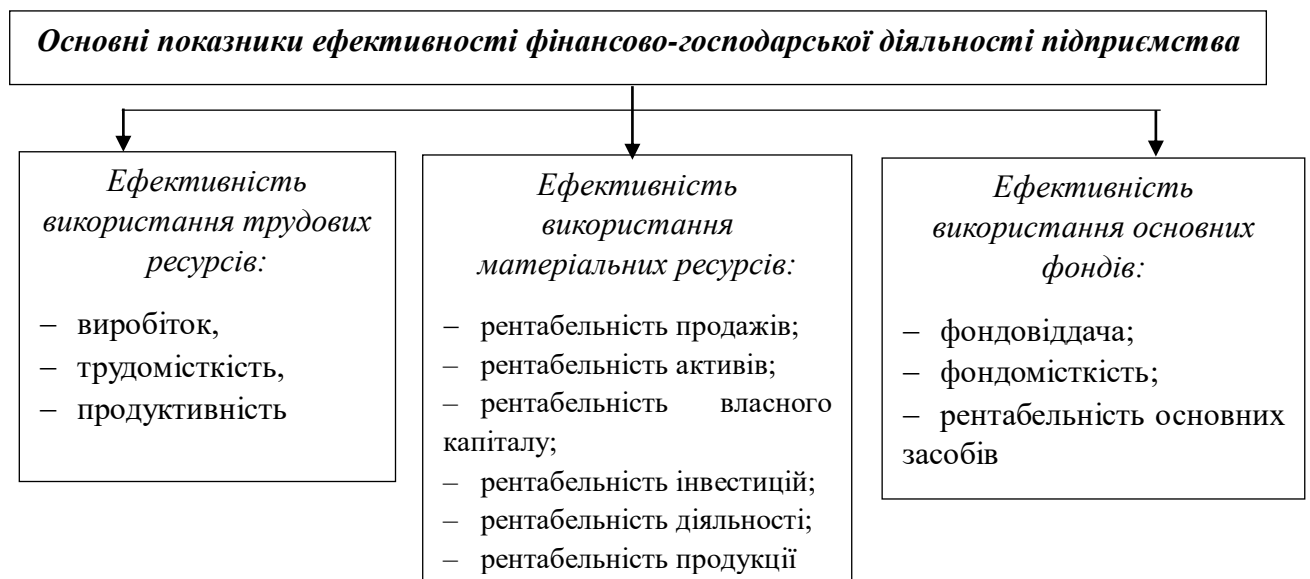 Основні показники ефективності фінансово-господарської діяльності підприємства
Ефективність
використання трудових
ресурсів:
– виробіток,
– трудомісткість,
– продуктивність
Ефективність
використання
матеріальних ресурсів:
– рентабельність продажів;
– рентабельність активів;
– рентабельність власного
капіталу;
– рентабельність інвестицій;
– рентабельність діяльності;
– рентабельність продукції
Ефективність
використання основних
фондів:
– фондовіддача;
– фондомісткість;
– рентабельність основних
засобів